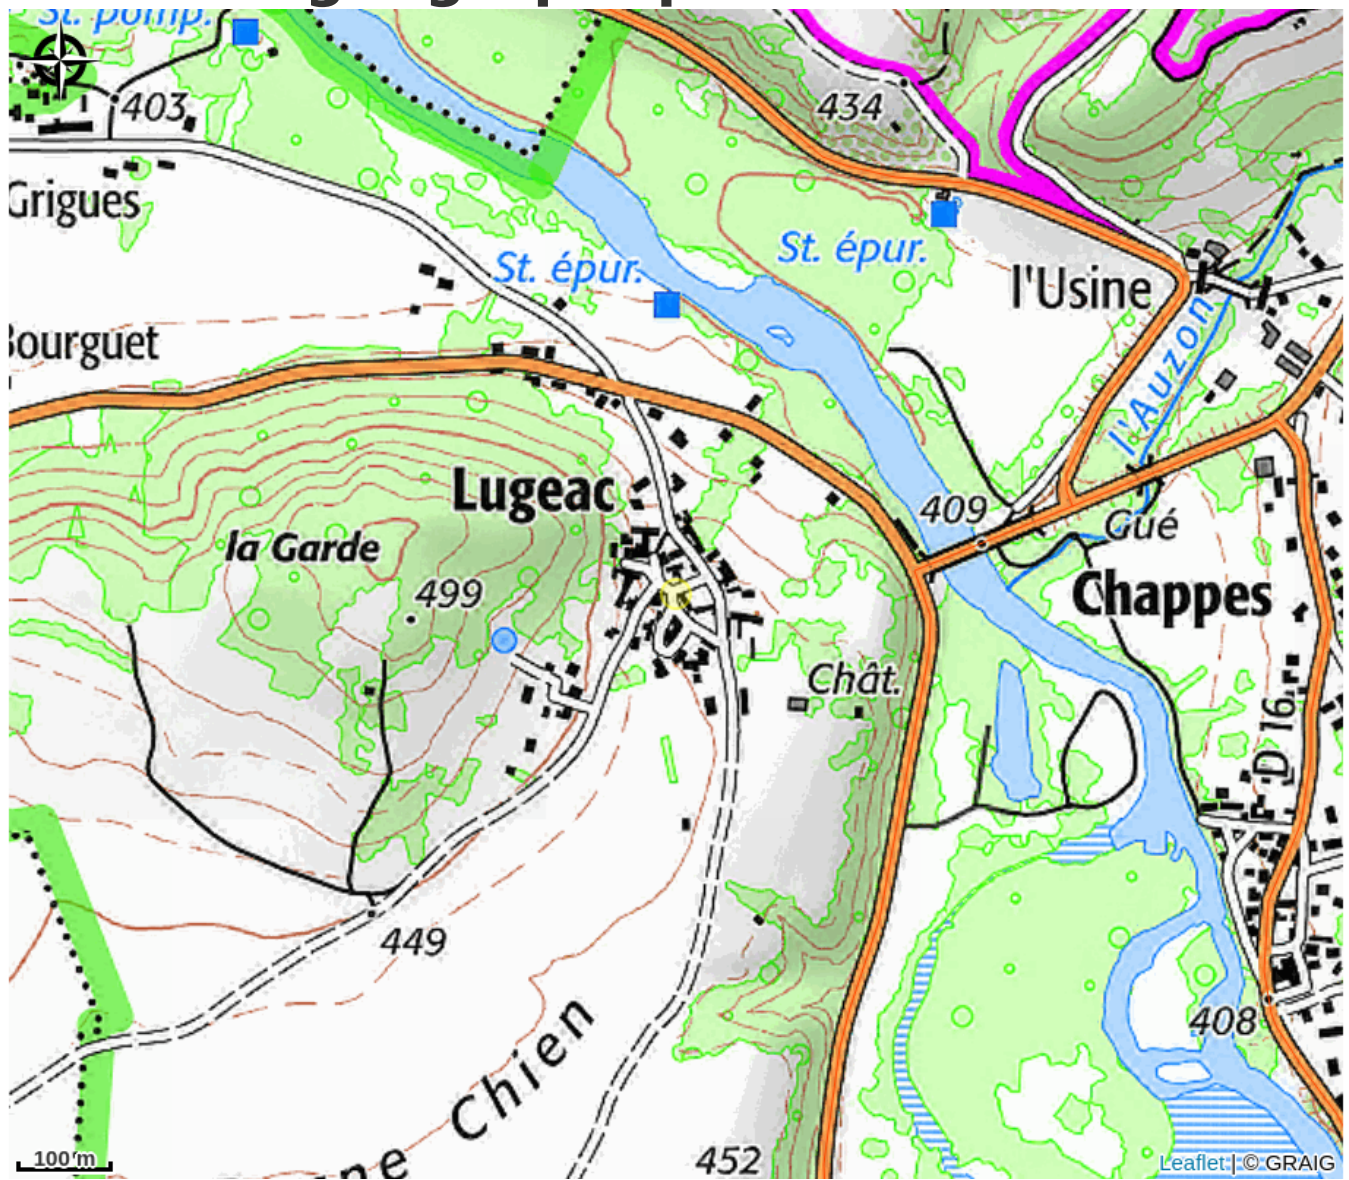 St. pomp.
403
434
Grigues
St. épur.
St. épur.
l'Usine
Bourguet
l'Auzon
Lugeac
409
Gué
la Garde
499
Chappes
Chât.
D 16
449
408
Chien
452
100 m
Leaflet | © GRAIG